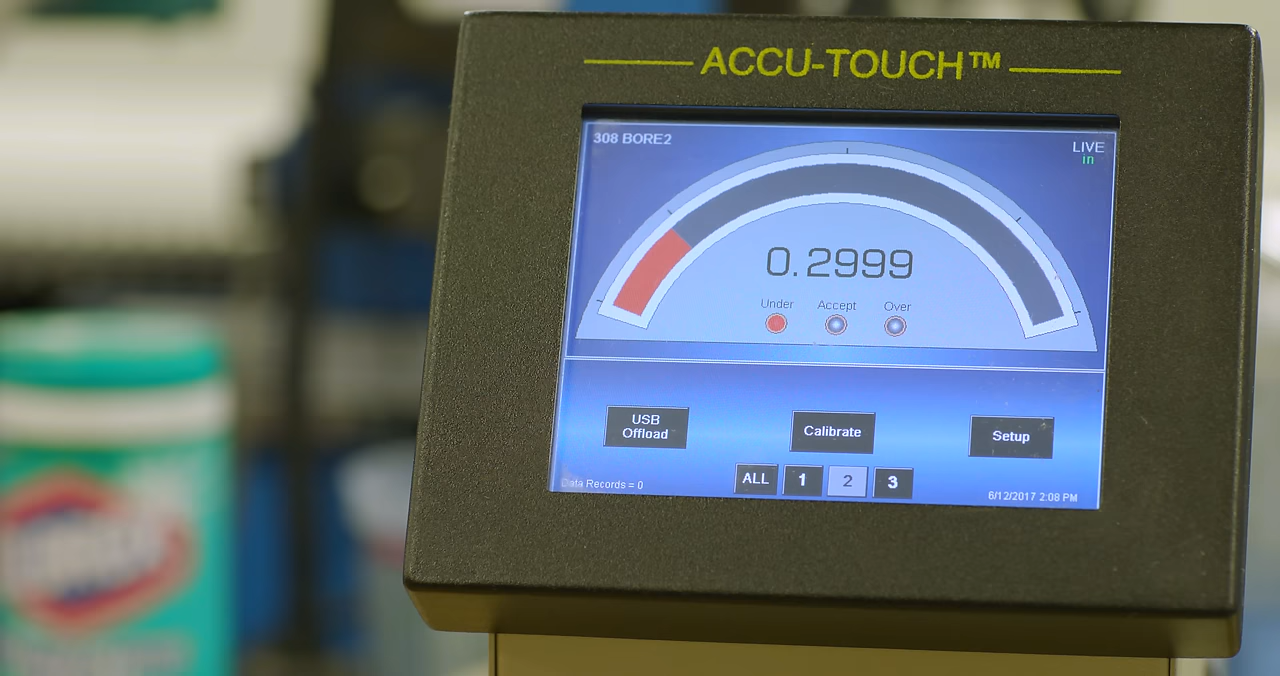 ACCU-TOUCH™
308 BORE2
LIVE
in
0.2999
Under Accept Over
USB
Offload
Calibrate
Setup
ALL 1 2 3
Data Records = 0
6/12/2017 2:08 PM